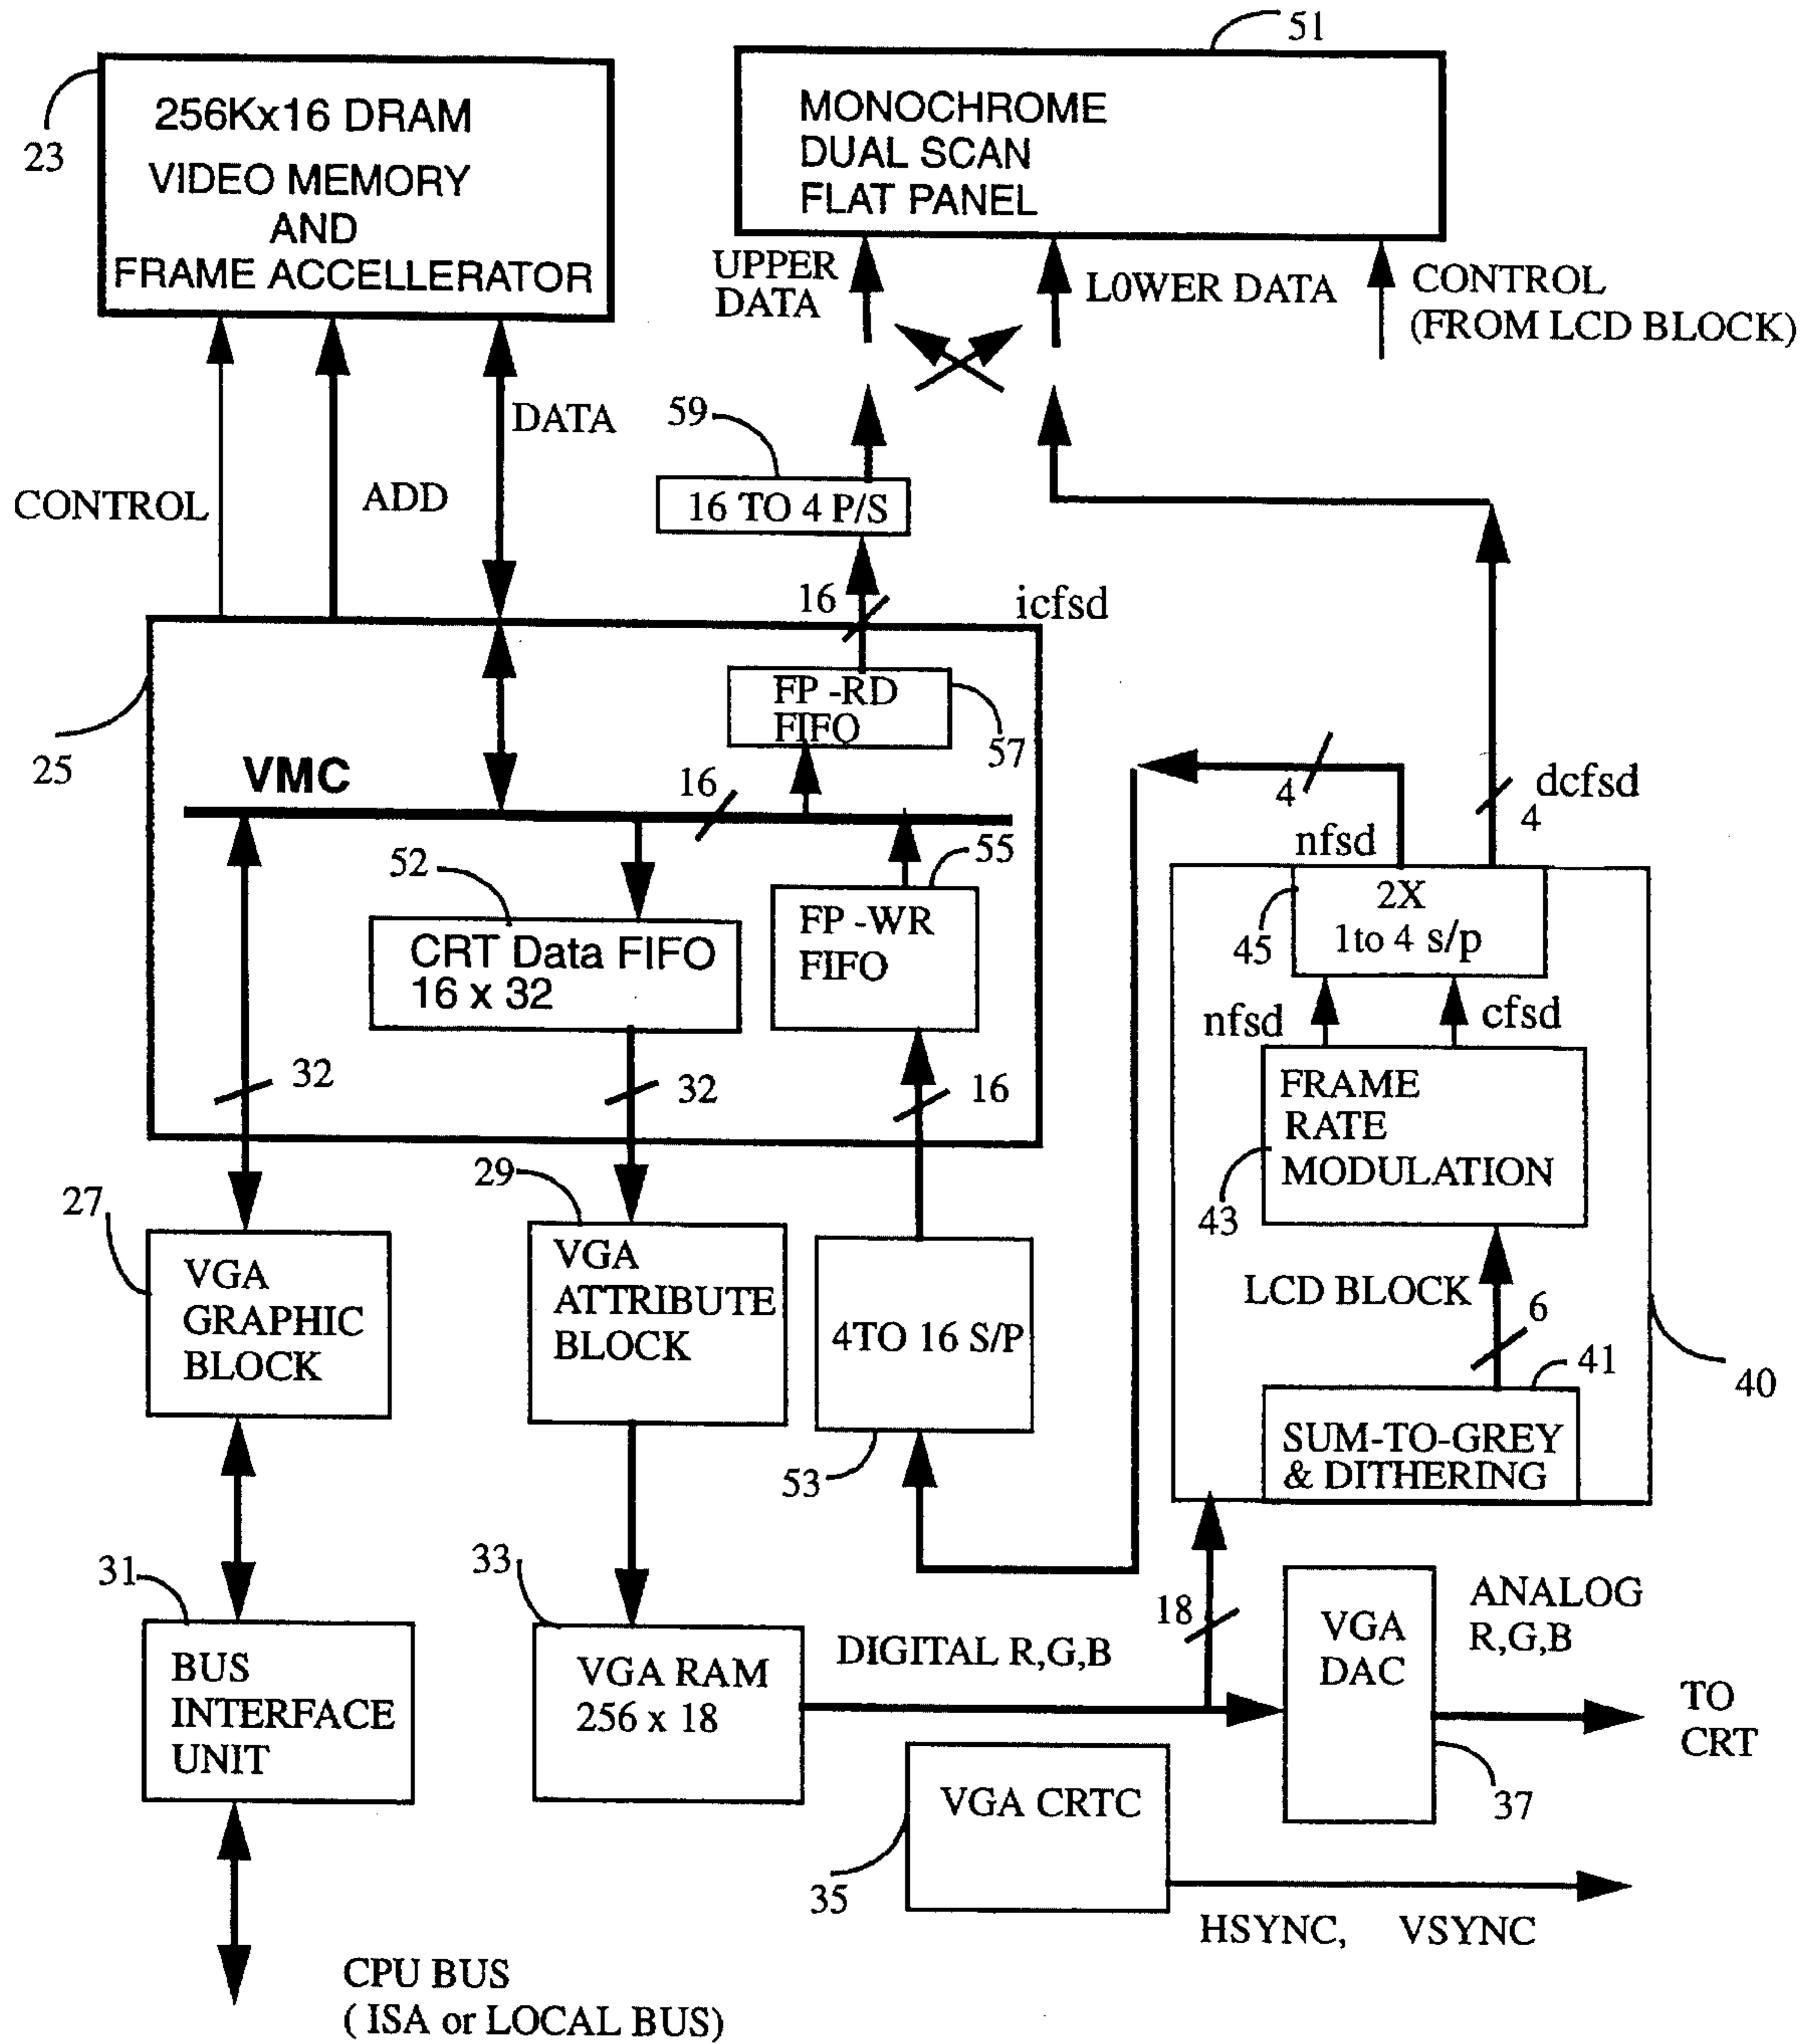 51
23
256Kx16 DRAM
VIDEO MEMORY
AND
FRAME ACCELLERATOR
MONOCHROME
DUAL SCAN
FLAT PANEL
UPPER
DATA
L0WER DATA
CONTROL
(FROM LCD BLOCK)
CONTROL
ADD
DATA
59
16 TO 4 P/S
16
icfsd
25
VMC
FP -RD
FIFO
57
16
4
nfsd
4
dcfsd
52
CRT Data FIFO
16 x 32
55
FP -WR
FIFO
45
2X
1to 4 s/p
nfsd
cfsd
32
32
16
FRAME
RATE
MODULATION
43
27
VGA
GRAPHIC
BLOCK
29
VGA
ATTRIBUTE
BLOCK
4TO 16 S/P
53
LCD BLOCK
6
41
40
SUM-TO-GREY
& DITHERING
31
BUS
INTERFACE
UNIT
33
VGA RAM
256 x 18
DIGITAL R,G,B
18
VGA
DAC
37
ANALOG
R,G,B
TO
CRT
VGA CRTC
35
HSYNC, VSYNC
CPU BUS
( ISA or LOCAL BUS)